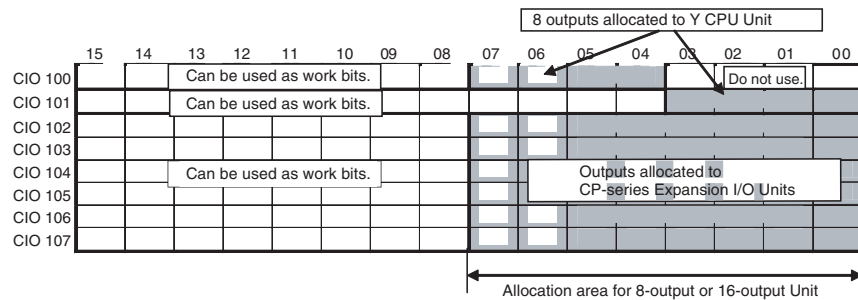 8 outputs allocated to Y CPU Unit
15 14 13 12 11 10 09 08 07 06 05 04 03 02 01 00
CIO 100 Can be used as work bits. Do not use.
CIO 101 Can be used as work bits.
CIO 102
CIO 103
CIO 104 Can be used as work bits. Outputs allocated to
CIO 105 CP-series Expansion I/O Units
CIO 106
CIO 107
Allocation area for 8-output or 16-output Unit